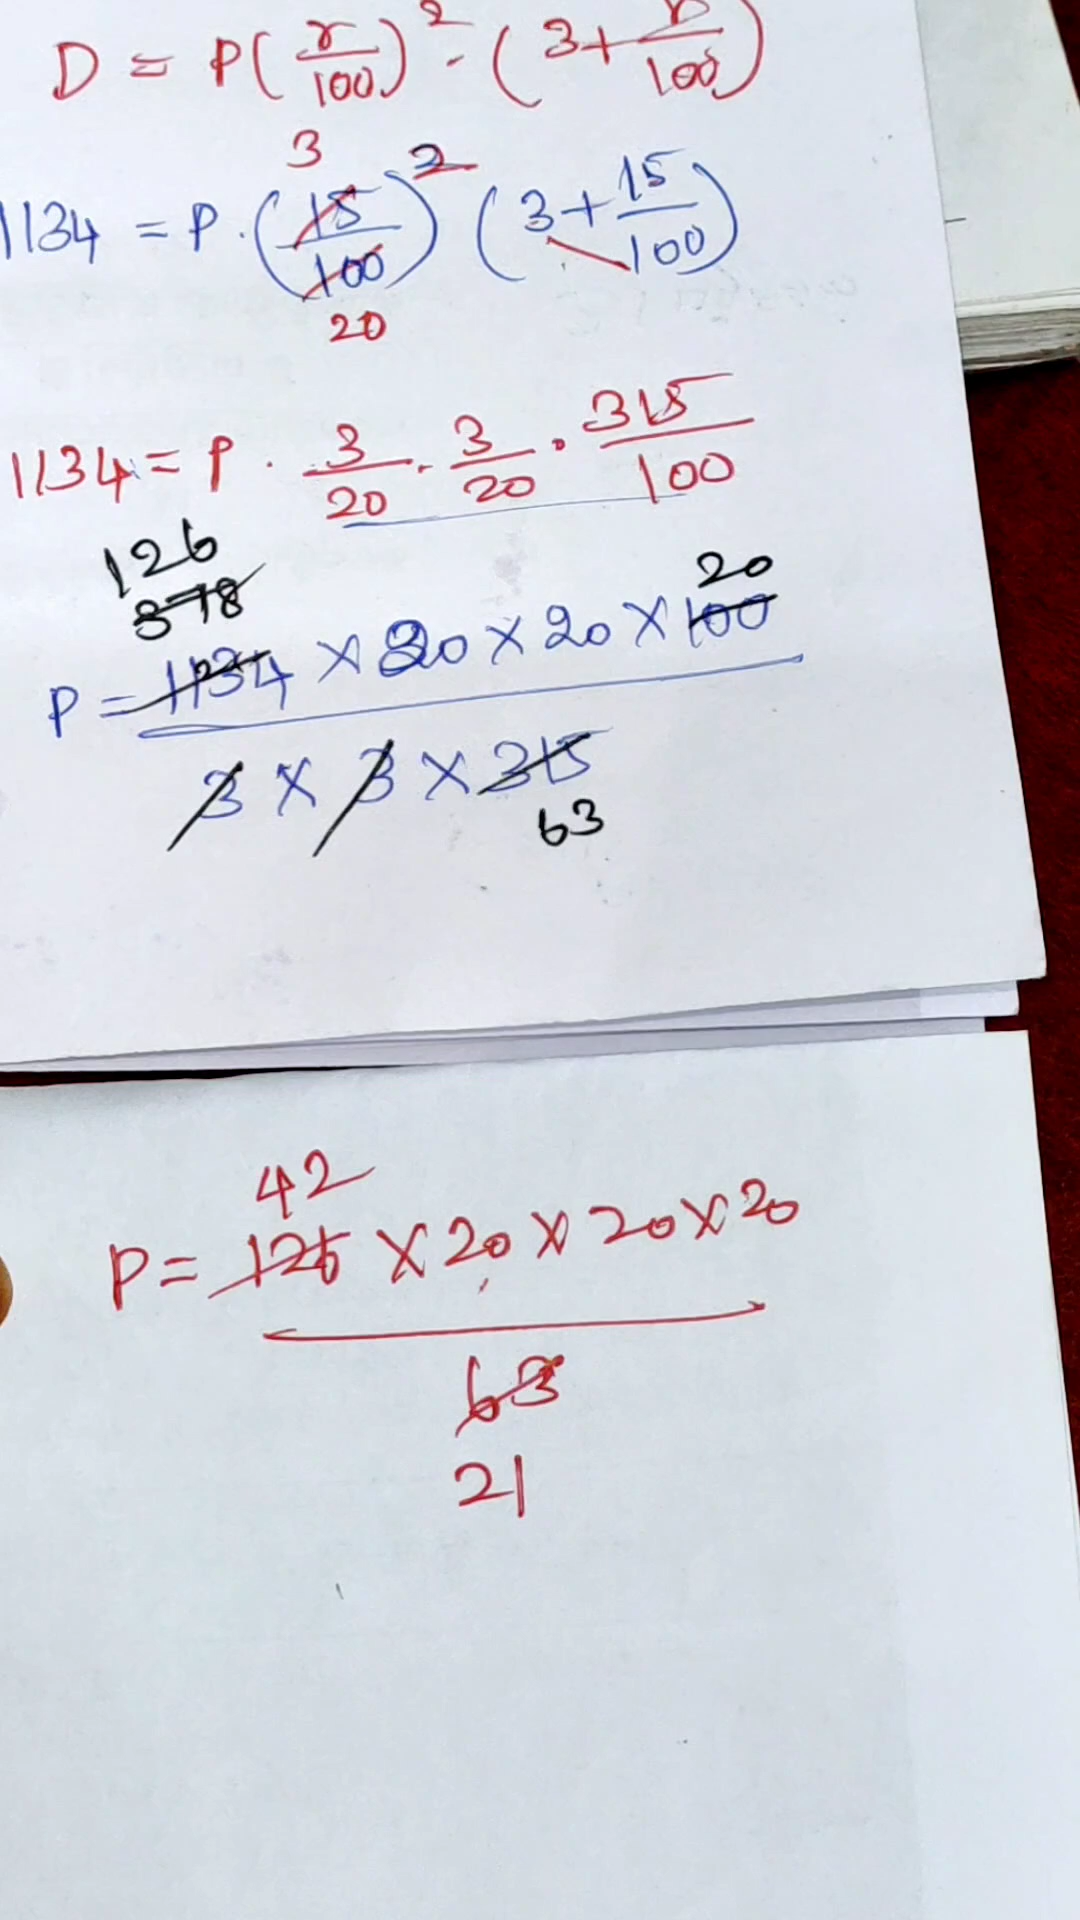 D = P(r/100)² · (3+r/100)
3
1134 = P · (15/100)² (3+15/100)
20
1134 = P · 3/20 · 3/20 · 315/100
126
378 20
P = 1134 × 20 × 20 × 100
3 × 3 × 315
63
42
P = 126 × 20 × 20 × 20
63
21